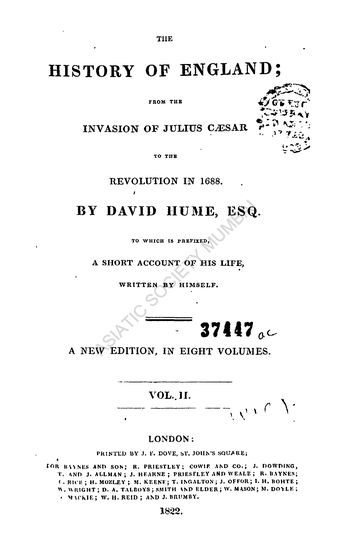 THE
HISTORY OF ENGLAND;
FROM THE
INVASION OF JULIUS CÆSAR
TO THE
REVOLUTION IN 1688.
BY DAVID HUME, ESQ.
TO WHICH IS PREFIXED,
A SHORT ACCOUNT OF HIS LIFE,
WRITTEN BY HIMSELF.
ASIATIC SOCIETY MUMBAI
37447
A NEW EDITION, IN EIGHT VOLUMES.
VOL. II.
LONDON:
PRINTED BY J. F. DOVE, ST. JOHN'S SQUARE;
FOR BAYNES AND SON; R. PRIESTLEY; COWIE AND CO.; J. DOWDING,
T. AND J. ALLMAN; J. HEARNE; PRIESTLEY AND WEALE; R. BAYNES;
RICE; H. MOZLEY; M. KEENE; T. INGALTON; J. OFFOR; I. H. BOHTE;
W. WRIGHT; D. A. TALBOYS; SMITH AND ELDER; W. MASON; M. DOYLE;
MACKIE; W. H. REID; AND J. BRUMBY.
1822.